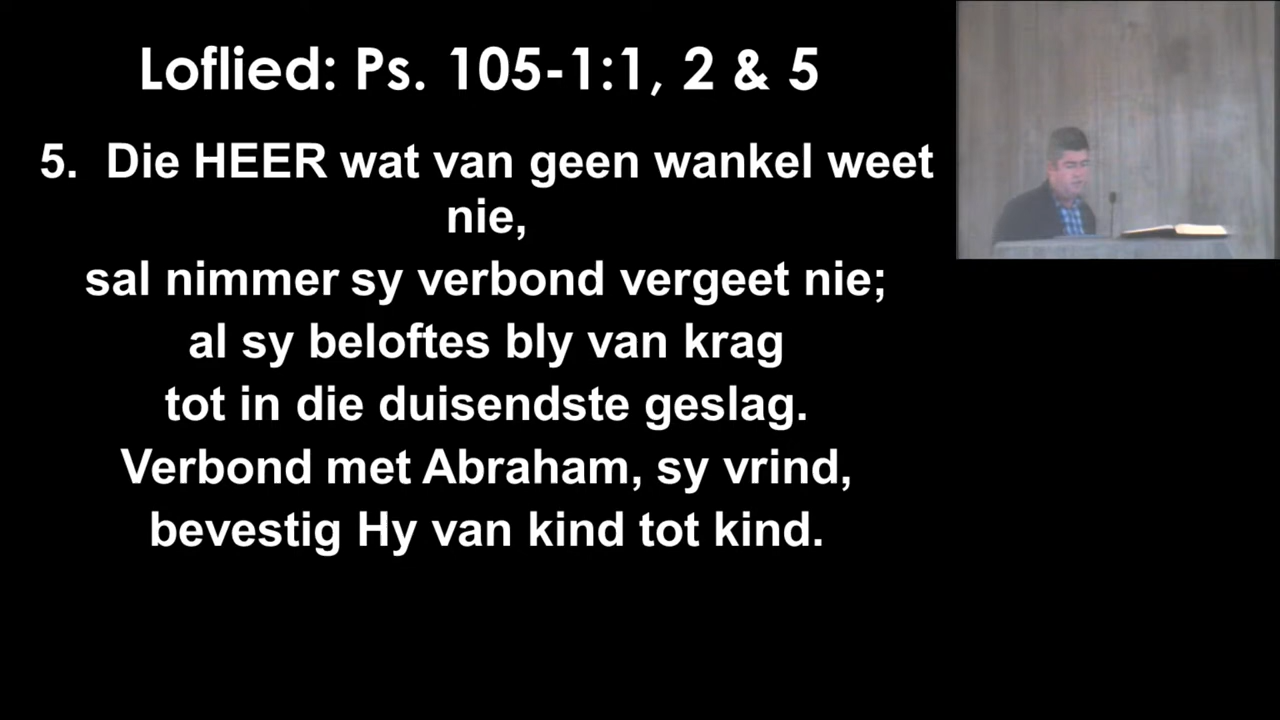 Loflied: Ps. 105-1:1, 2 & 5
5. Die HEER wat van geen wankel weet
nie,
sal nimmer sy verbond vergeet nie;
al sy beloftes bly van krag
tot in die duisendste geslag.
Verbond met Abraham, sy vrind,
bevestig Hy van kind tot kind.